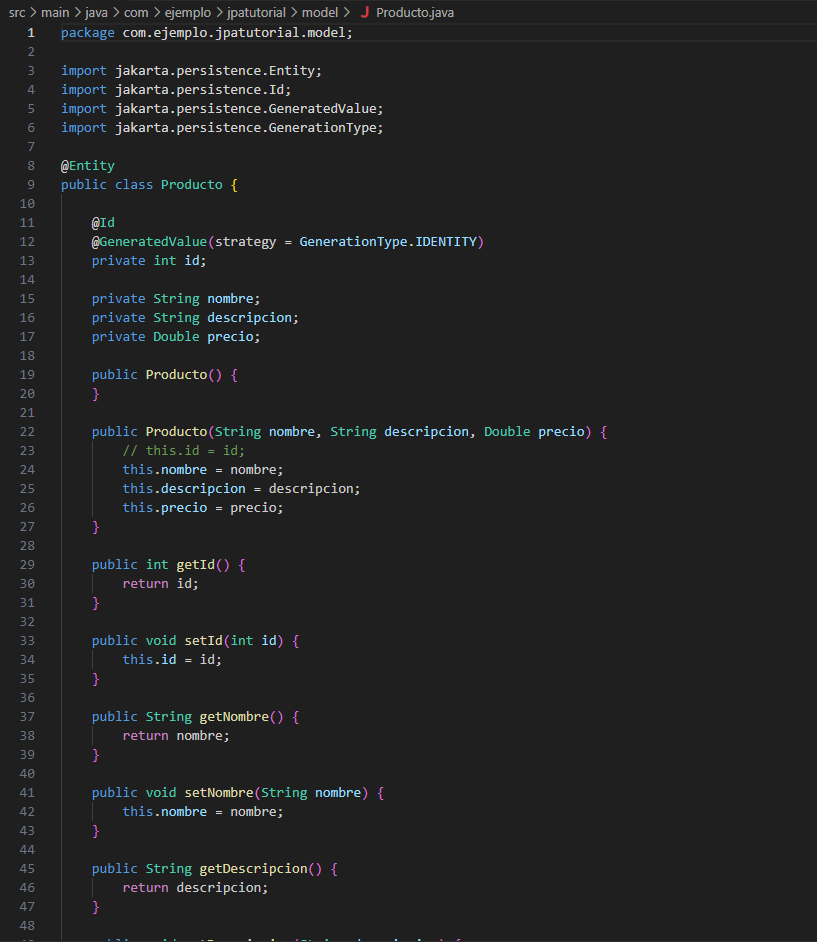 src > main > java > com > ejemplo > jpatutorial > model > J Producto.java
1 package com.ejemplo.jpatutorial.model;
2
3 import jakarta.persistence.Entity;
4 import jakarta.persistence.Id;
5 import jakarta.persistence.GeneratedValue;
6 import jakarta.persistence.GenerationType;
7
8 @Entity
9 public class Producto {
10
11 @Id
12 @GeneratedValue(strategy = GenerationType.IDENTITY)
13 private int id;
14
15 private String nombre;
16 private String descripcion;
17 private Double precio;
18
19 public Producto() {
20 }
21
22 public Producto(String nombre, String descripcion, Double precio) {
23 // this.id = id;
24 this.nombre = nombre;
25 this.descripcion = descripcion;
26 this.precio = precio;
27 }
28
29 public int getId() {
30 return id;
31 }
32
33 public void setId(int id) {
34 this.id = id;
35 }
36
37 public String getNombre() {
38 return nombre;
39 }
40
41 public void setNombre(String nombre) {
42 this.nombre = nombre;
43 }
44
45 public String getDescripcion() {
46 return descripcion;
47 }
48